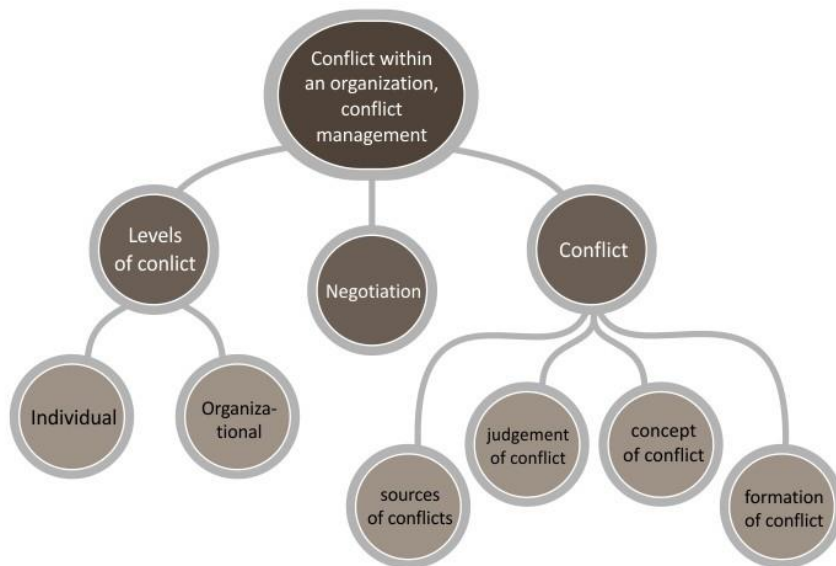 Conflict within
an organization,
conflict
management
Levels
of conlict
Negotiation
Conflict
Individual
Organiza-
tional
sources
of conflicts
judgement
of conflict
concept
of conflict
formation
of conflict